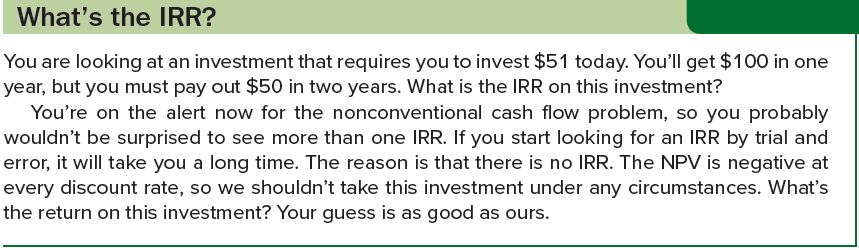 What's the IRR?
You are looking at an investment that requires you to invest $51 today. You'll get $100 in one
year, but you must pay out $50 in two years. What is the IRR on this investment?
You're on the alert now for the nonconventional cash flow problem, so you probably
wouldn't be surprised to see more than one IRR. If you start looking for an IRR by trial and
error, it will take you a long time. The reason is that there is no IRR. The NPV is negative at
every discount rate, so we shouldn't take this investment under any circumstances. What's
the return on this investment? Your guess is as good as ours.